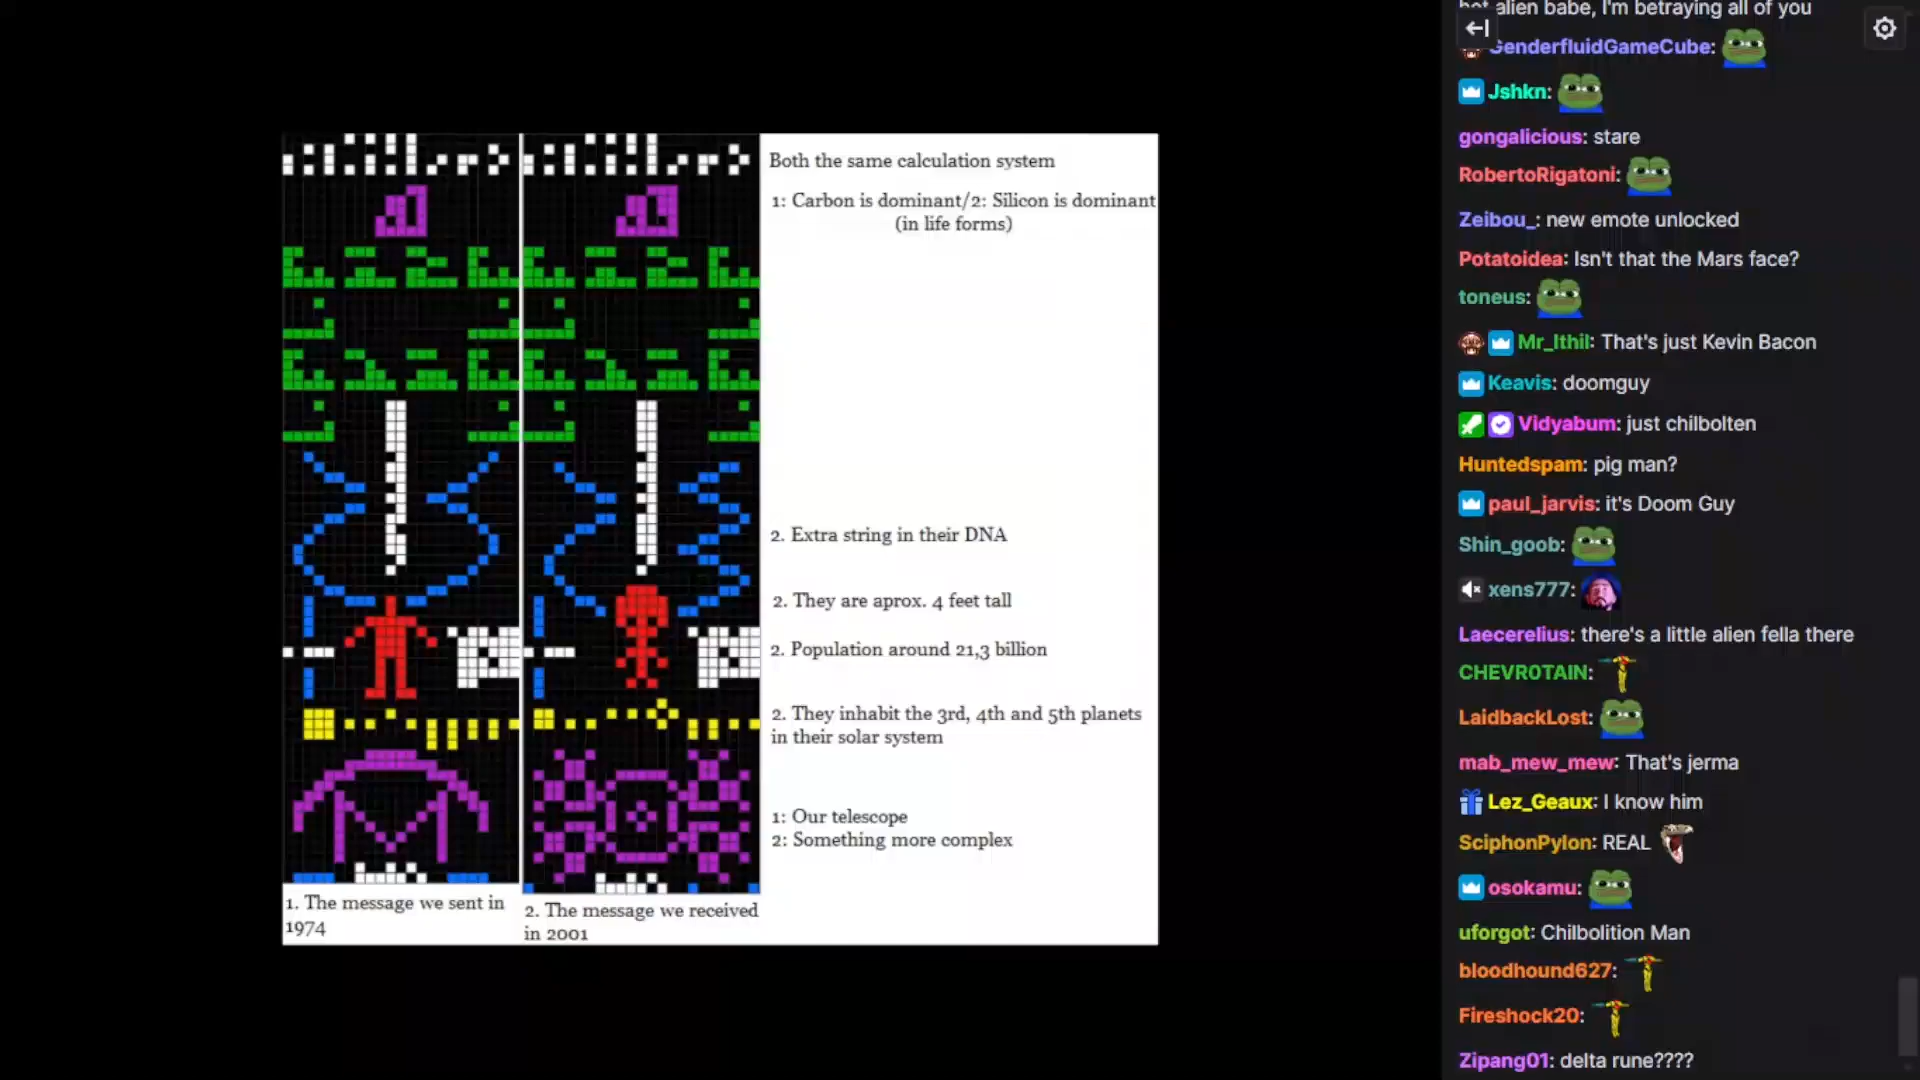 Both the same calculation system
1: Carbon is dominant/2: Silicon is dominant
(in life forms)
2. Extra string in their DNA
2. They are aprox. 4 feet tall
2. Population around 21,3 billion
2. They inhabit the 3rd, 4th and 5th planets
in their solar system
1: Our telescope
2: Something more complex
1. The message we sent in
1974
2. The message we received
in 2001
hot alien babe, I'm betraying all of you
GenderfluidGameCube:
Jshkn:
gongalicious: stare
RobertoRigatoni:
Zeibou_: new emote unlocked
Potatoidea: Isn't that the Mars face?
toneus:
Mr_Ithil: That's just Kevin Bacon
Keavis: doomguy
Vidyabum: just chilbolten
Huntedspam: pig man?
paul_jarvis: it's Doom Guy
Shin_goob:
xens777:
Laecerelius: there's a little alien fella there
CHEVR0TAIN:
LaidbackLost:
mab_mew_mew: That's jerma
Lez_Geaux: I know him
SciphonPylon: REAL
osokamu:
uforgot: Chilbolition Man
bloodhound627:
Fireshock20:
Zipang01: delta rune????